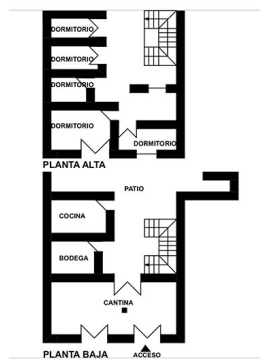 DORMITORIO
DORMITORIO
DORMITORIO
DORMITORIO
DORMITORIO
PLANTA ALTA
PATIO
COCINA
BODEGA
CANTINA
PLANTA BAJA
ACCESO